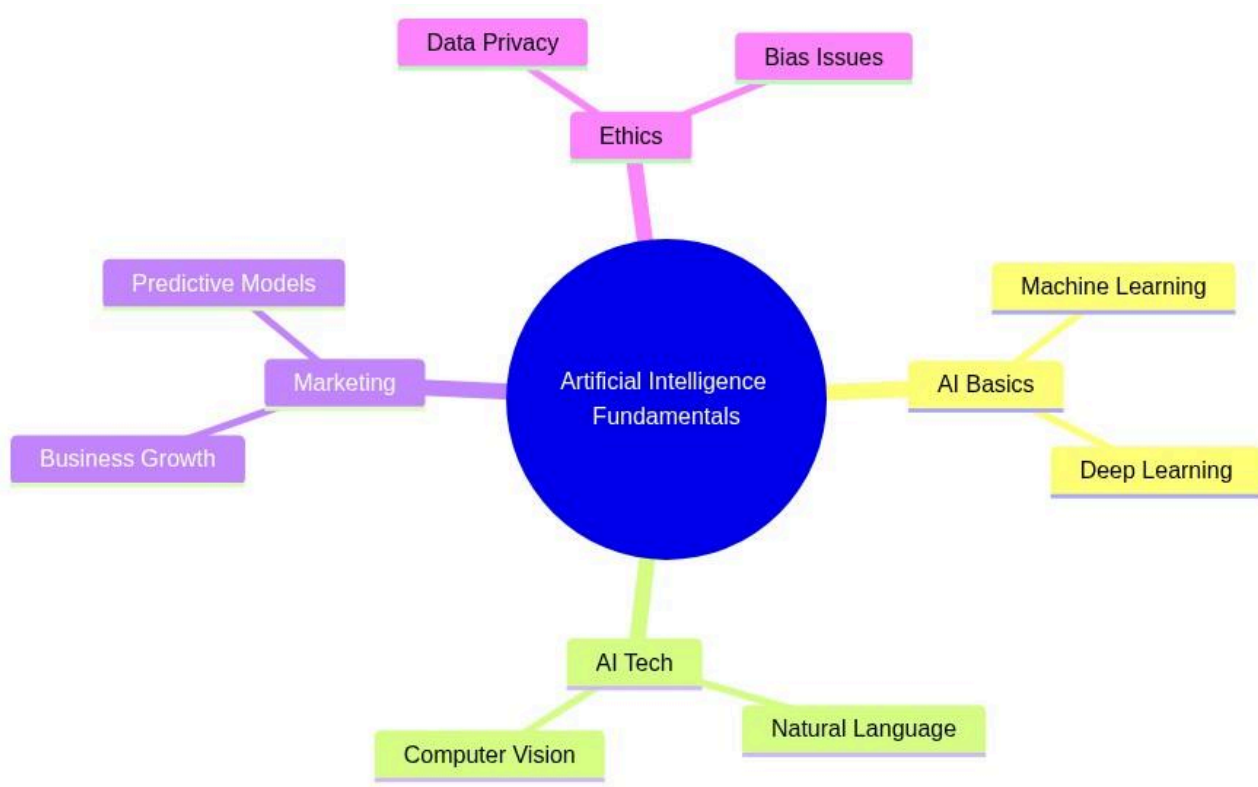 Data Privacy
Bias Issues
Ethics
Predictive Models
Machine Learning
Marketing
Artificial Intelligence
Fundamentals
AI Basics
Business Growth
Deep Learning
AI Tech
Natural Language
Computer Vision